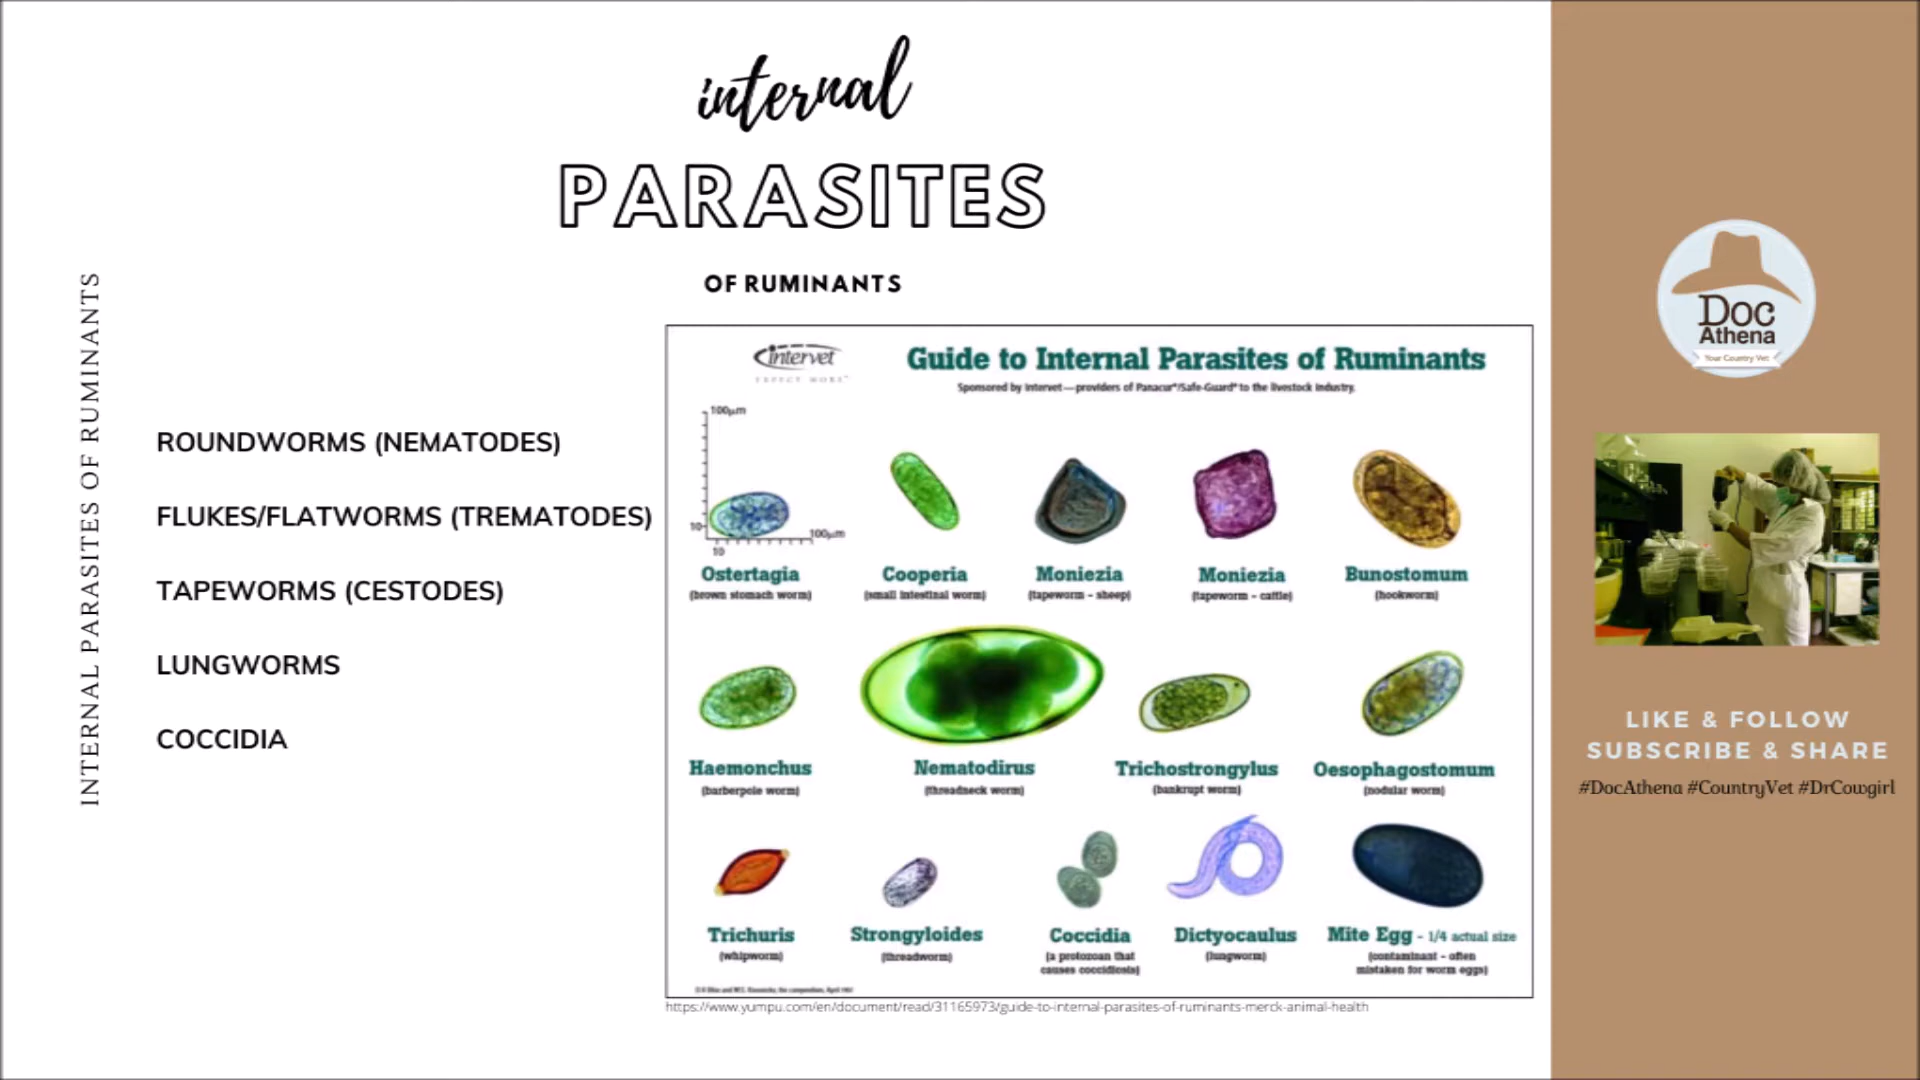 internal
PARASITES
OF RUMINANTS
INTERNAL PARASITES OF RUMINANTS
ROUNDWORMS (NEMATODES)
FLUKES/FLATWORMS (TREMATODES)
TAPEWORMS (CESTODES)
LUNGWORMS
COCCIDIA
intervet
EXPECT MORE™
Guide to Internal Parasites of Ruminants
Sponsored by Intervet—providers of Panacur®/Safe-Guard® to the livestock industry.
100µm
10
10
100µm
Ostertagia
(brown stomach worm)
Cooperia
(small intestinal worm)
Moniezia
(tapeworm - sheep)
Moniezia
(tapeworm - cattle)
Bunostomum
(hookworm)
Haemonchus
(barberpole worm)
Nematodirus
(threadneck worm)
Trichostrongylus
(bankrupt worm)
Oesophagostomum
(nodular worm)
Trichuris
(whipworm)
Strongyloides
(threadworm)
Coccidia
(a protozoan that
causes coccidiosis)
Dictyocaulus
(lungworm)
Mite Egg - 1/4 actual size
(contaminant - often
mistaken for worm eggs)
https://www.yumpu.com/en/document/read/31165973/guide-to-internal-parasites-of-ruminants-merck-animal-health
Doc
Athena
Your Country Vet
LIKE & FOLLOW
SUBSCRIBE & SHARE
#DocAthena #CountryVet #DrCowgirl